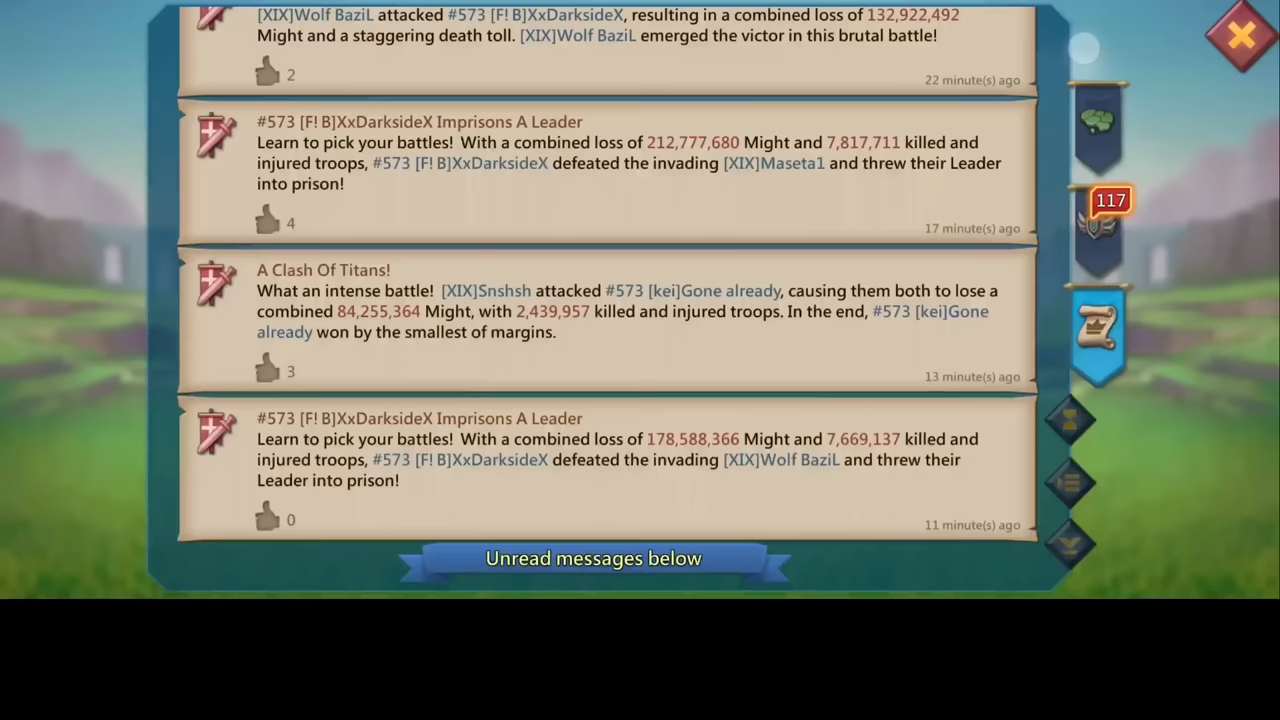 [XIX]Wolf BaziL attacked #573 [F! B]XxDarksideX, resulting in a combined loss of 132,922,492
Might and a staggering death toll. [XIX]Wolf BaziL emerged the victor in this brutal battle!
2
22 minute(s) ago
#573 [F! B]XxDarksideX Imprisons A Leader
Learn to pick your battles! With a combined loss of 212,777,680 Might and 7,817,711 killed and
injured troops, #573 [F! B]XxDarksideX defeated the invading [XIX]Maseta1 and threw their Leader
into prison!
4
17 minute(s) ago
117
A Clash Of Titans!
What an intense battle! [XIX]Snshsh attacked #573 [kei]Gone already, causing them both to lose a
combined 84,255,364 Might, with 2,439,957 killed and injured troops. In the end, #573 [kei]Gone
already won by the smallest of margins.
3
13 minute(s) ago
#573 [F! B]XxDarksideX Imprisons A Leader
Learn to pick your battles! With a combined loss of 178,588,366 Might and 7,669,137 killed and
injured troops, #573 [F! B]XxDarksideX defeated the invading [XIX]Wolf BaziL and threw their
Leader into prison!
0
11 minute(s) ago
Unread messages below